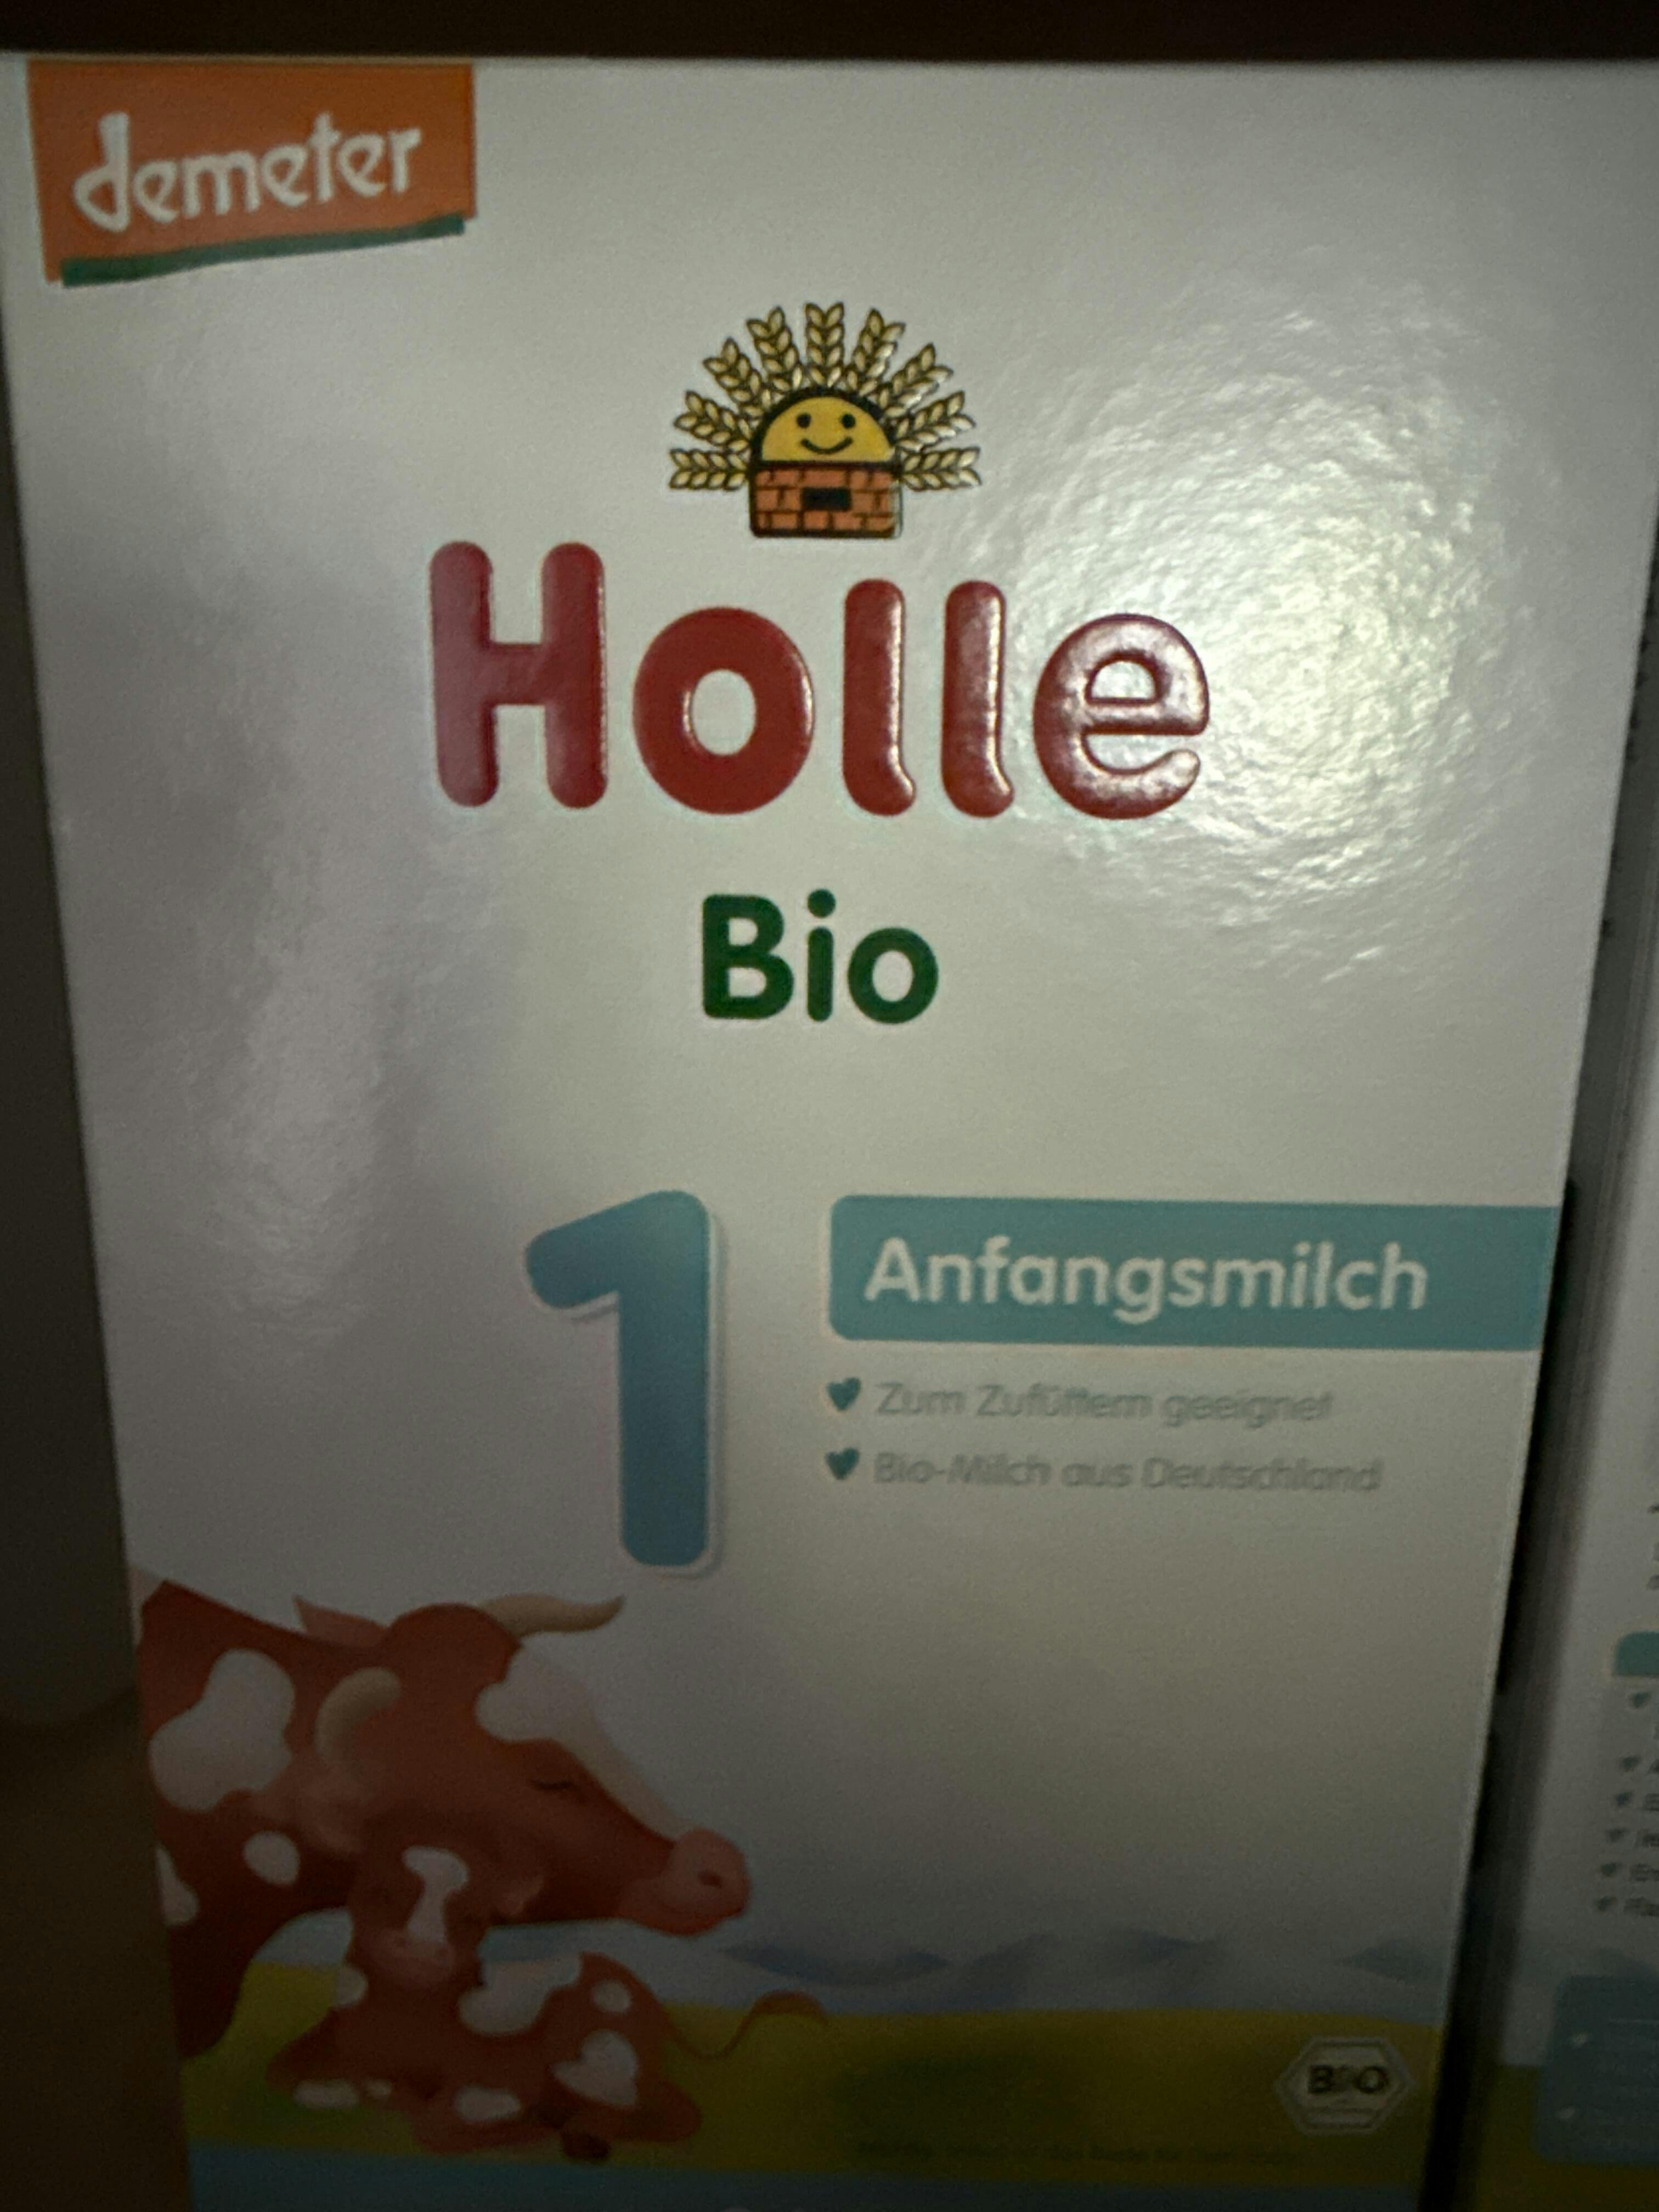 demeter
Holle
Bio
1
Anfangsmilch
Zum Zufüttern geeignet
Bio-Milch aus Deutschland
BIO